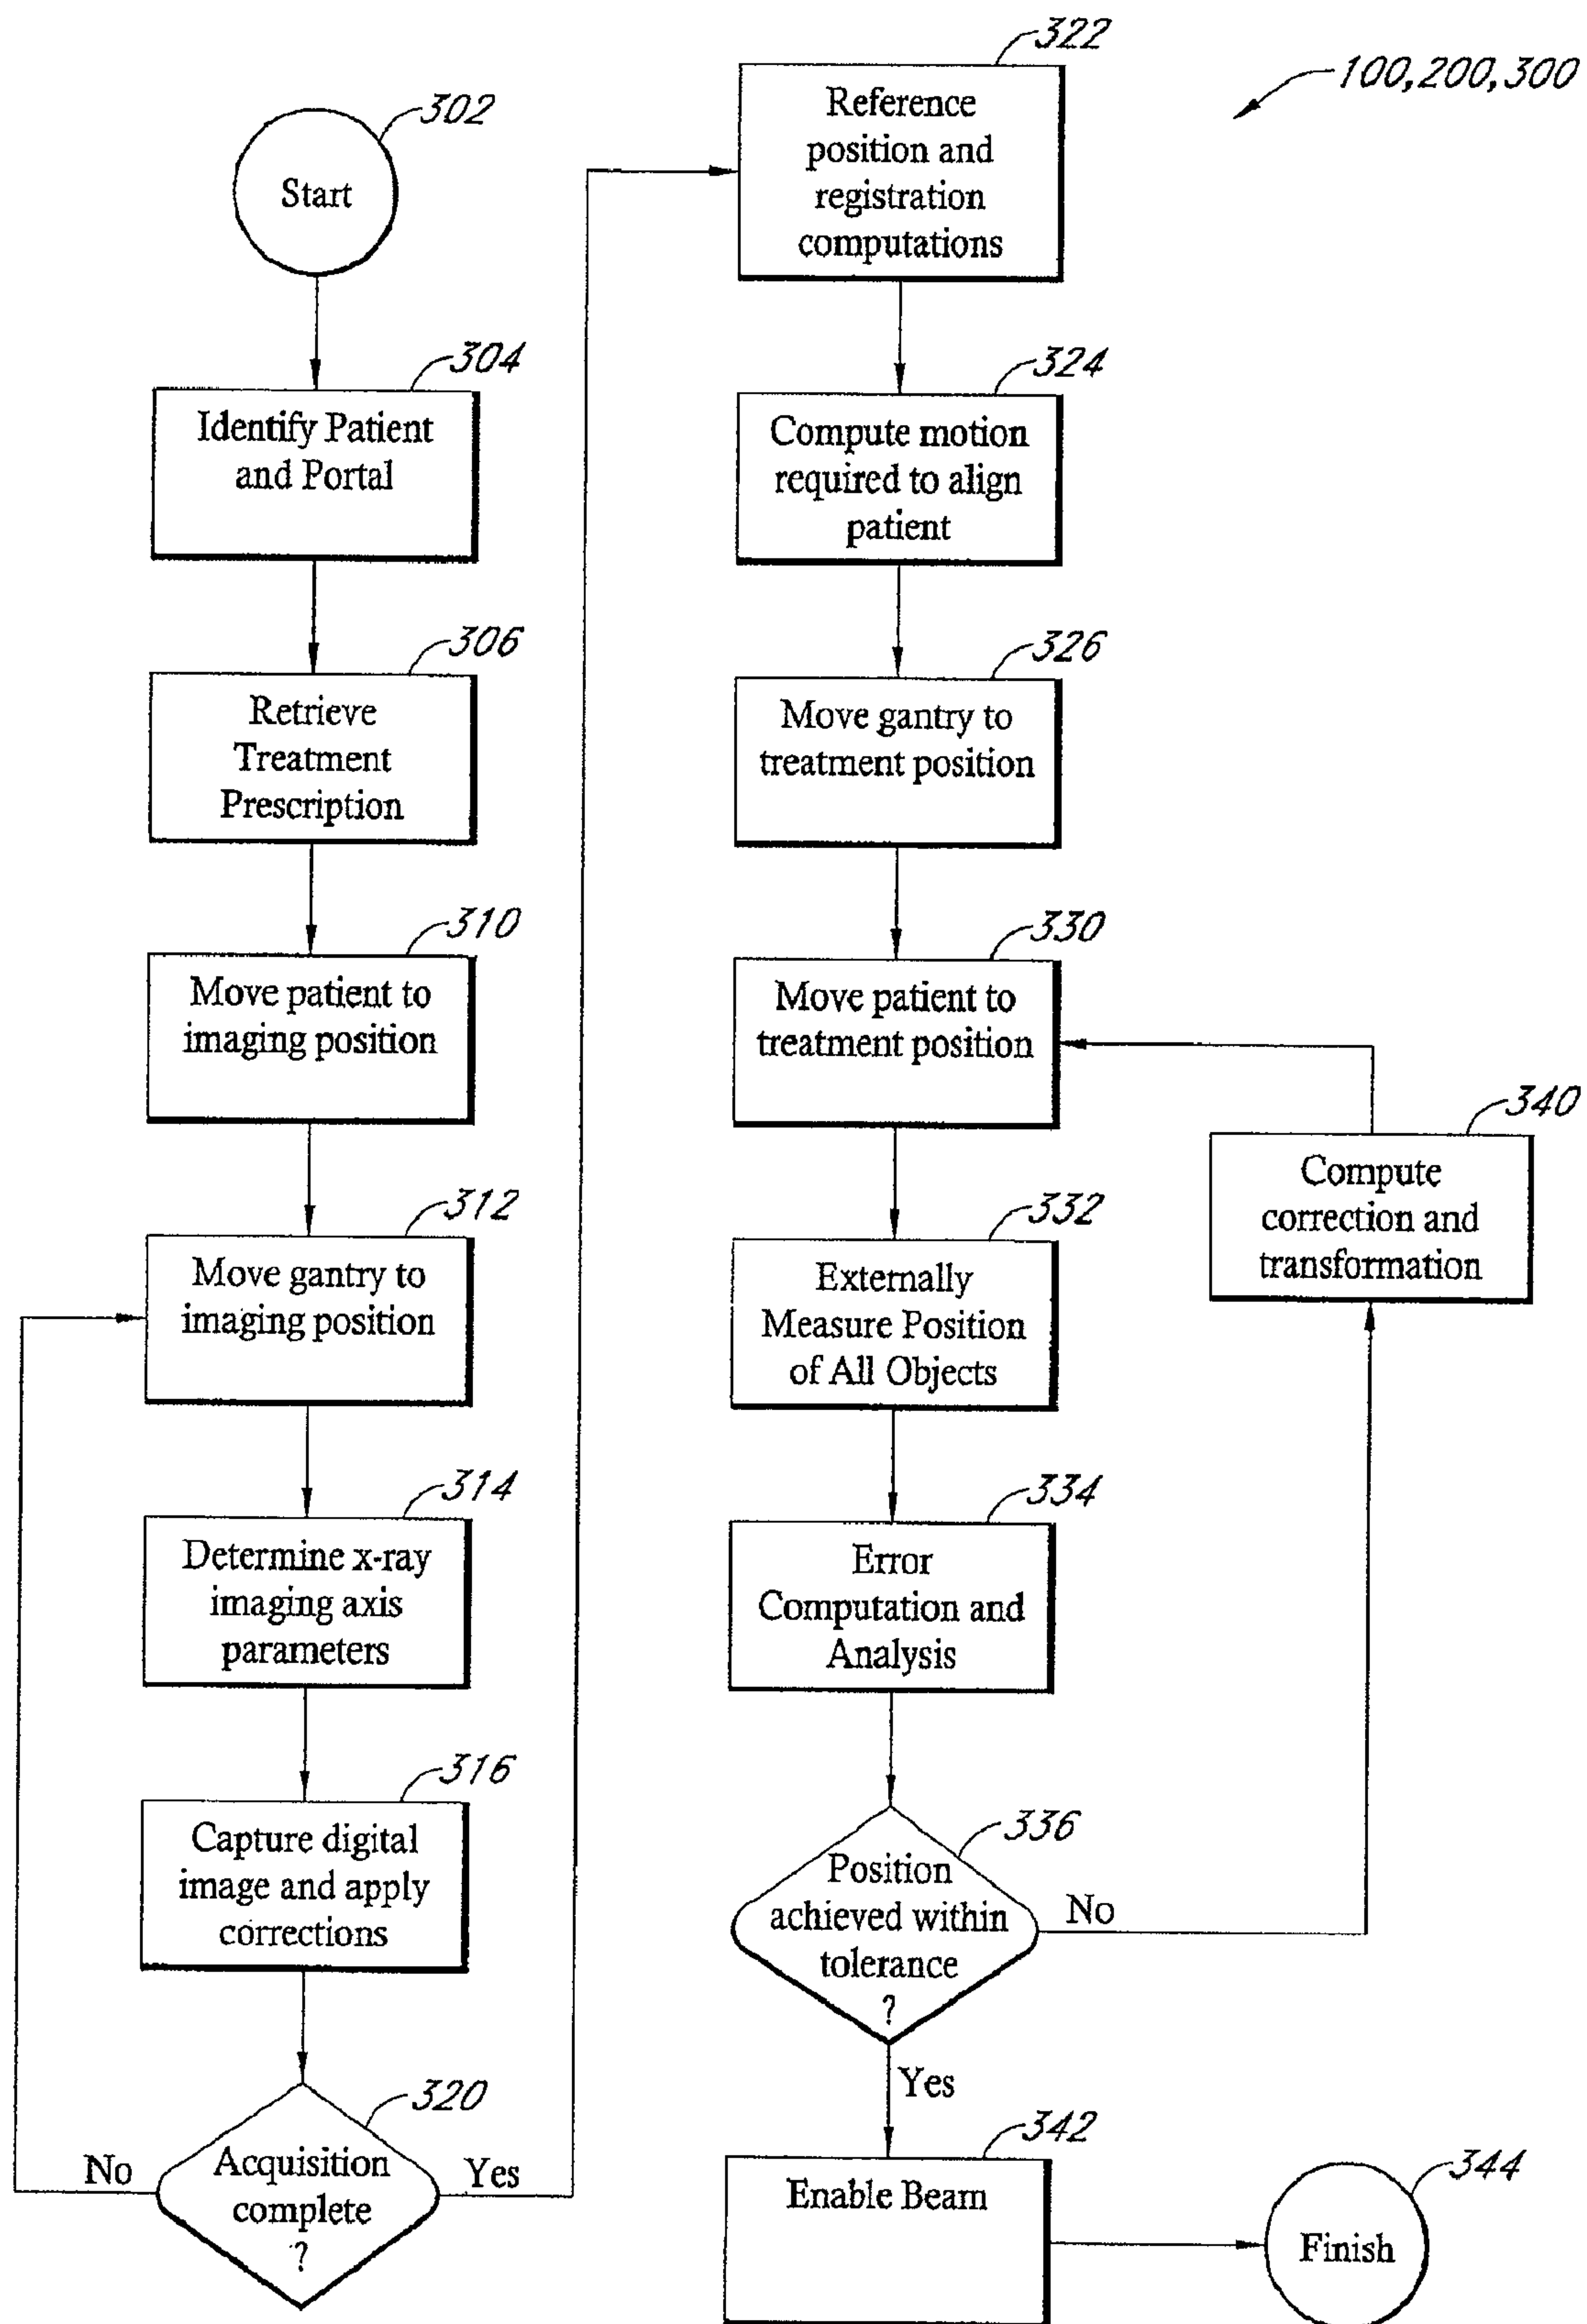 302
Start
304
Identify Patient
and Portal
306
Retrieve
Treatment
Prescription
310
Move patient to
imaging position
312
Move gantry to
imaging position
314
Determine x-ray
imaging axis
parameters
316
Capture digital
image and apply
corrections
320
No
Acquisition
complete
?
Yes
322
Reference
position and
registration
computations
324
Compute motion
required to align
patient
326
Move gantry to
treatment position
330
Move patient to
treatment position
332
Externally
Measure Position
of All Objects
334
Error
Computation and
Analysis
336
Position
achieved within
tolerance
?
No
Yes
340
Compute
correction and
transformation
342
Enable Beam
344
Finish
100,200,300